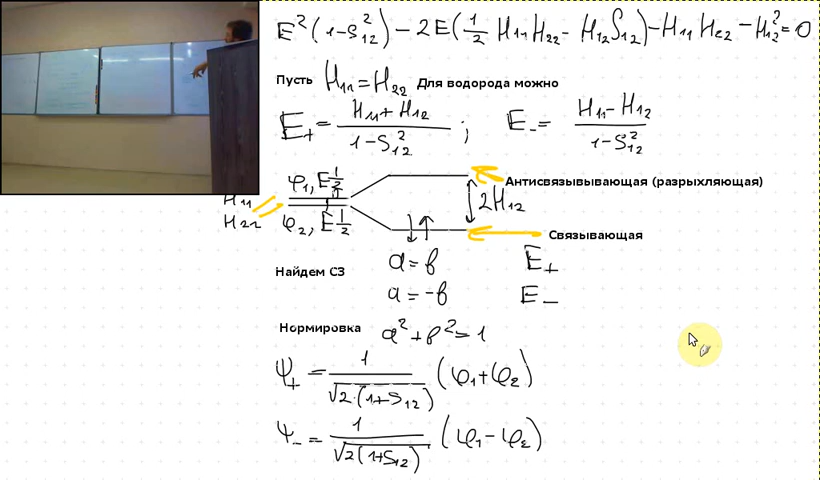 E²(1-S₁₂²) - 2E(½ H₁₁H₂₂ - H₁₂S₁₂) - H₁₁H₂₂ - H₁₂² = 0
Пусть H₁₁ = H₂₂ Для водорода можно
E₊ = (H₁₁ + H₁₂)/(1 - S₁₂²) ; E₋ = (H₁₁ - H₁₂)/(1 - S₁₂²)
φ₁, E½
Антисвязывывающая (разрыхляющая)
H₁₁
2H₁₂
H₂₂
φ₂, E½
Связывающая
Найдем СЗ a = b E₊
a = -b E₋
Нормировка a² + b² = 1
Ψ₊ = 1/√2·(1+S₁₂) (φ₁ + φ₂)
Ψ₋ = 1/√2(1+S₁₂) (φ₁ - φ₂)